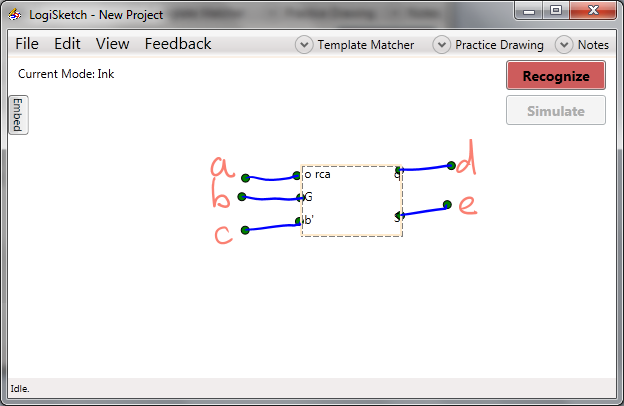 LogiSketch - New Project
File Edit View Feedback Template Matcher Practice Drawing Notes
Current Mode: Ink
Recognize
Simulate
Embed
a
b
c
d
e
o rca
G
b'
Idle.